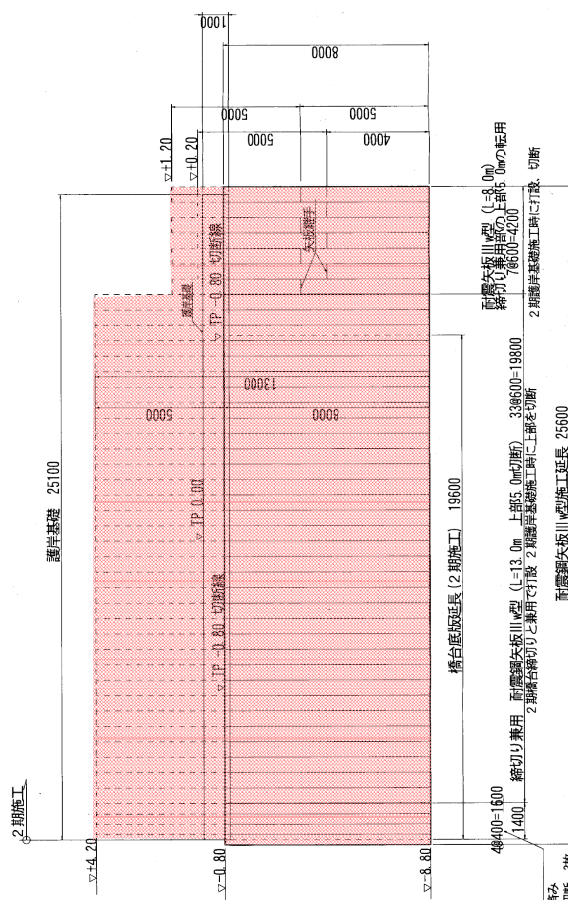 2期施工
護岸基礎 25100
▽+4.20
▽-0.80
▽-8.80
▽+1.20
▽+0.20
1000
8000
5000
5000
5000
4000
護岸基礎
▽ TP -0.80 切断線
矢板継手
13000
5000
8000
▽ TP 0.00
▽ TP -0.80 切断線
橋台底版延長(2期施工) 19600
耐震鋼矢板III w型 (L=8.0m)
締切り兼用部の上部5.0mの転用
7@600=4200
2期護岸基礎施工時に打設、切断
4@400=1600
1400
締切り兼用 耐震鋼矢板III w型 (L=13.0m 上部5.0m切断) 33@600=19800
2期橋台締切りと兼用で打設 2期護岸基礎施工時に上部を切断
耐震鋼矢板III w型施工延長 25600